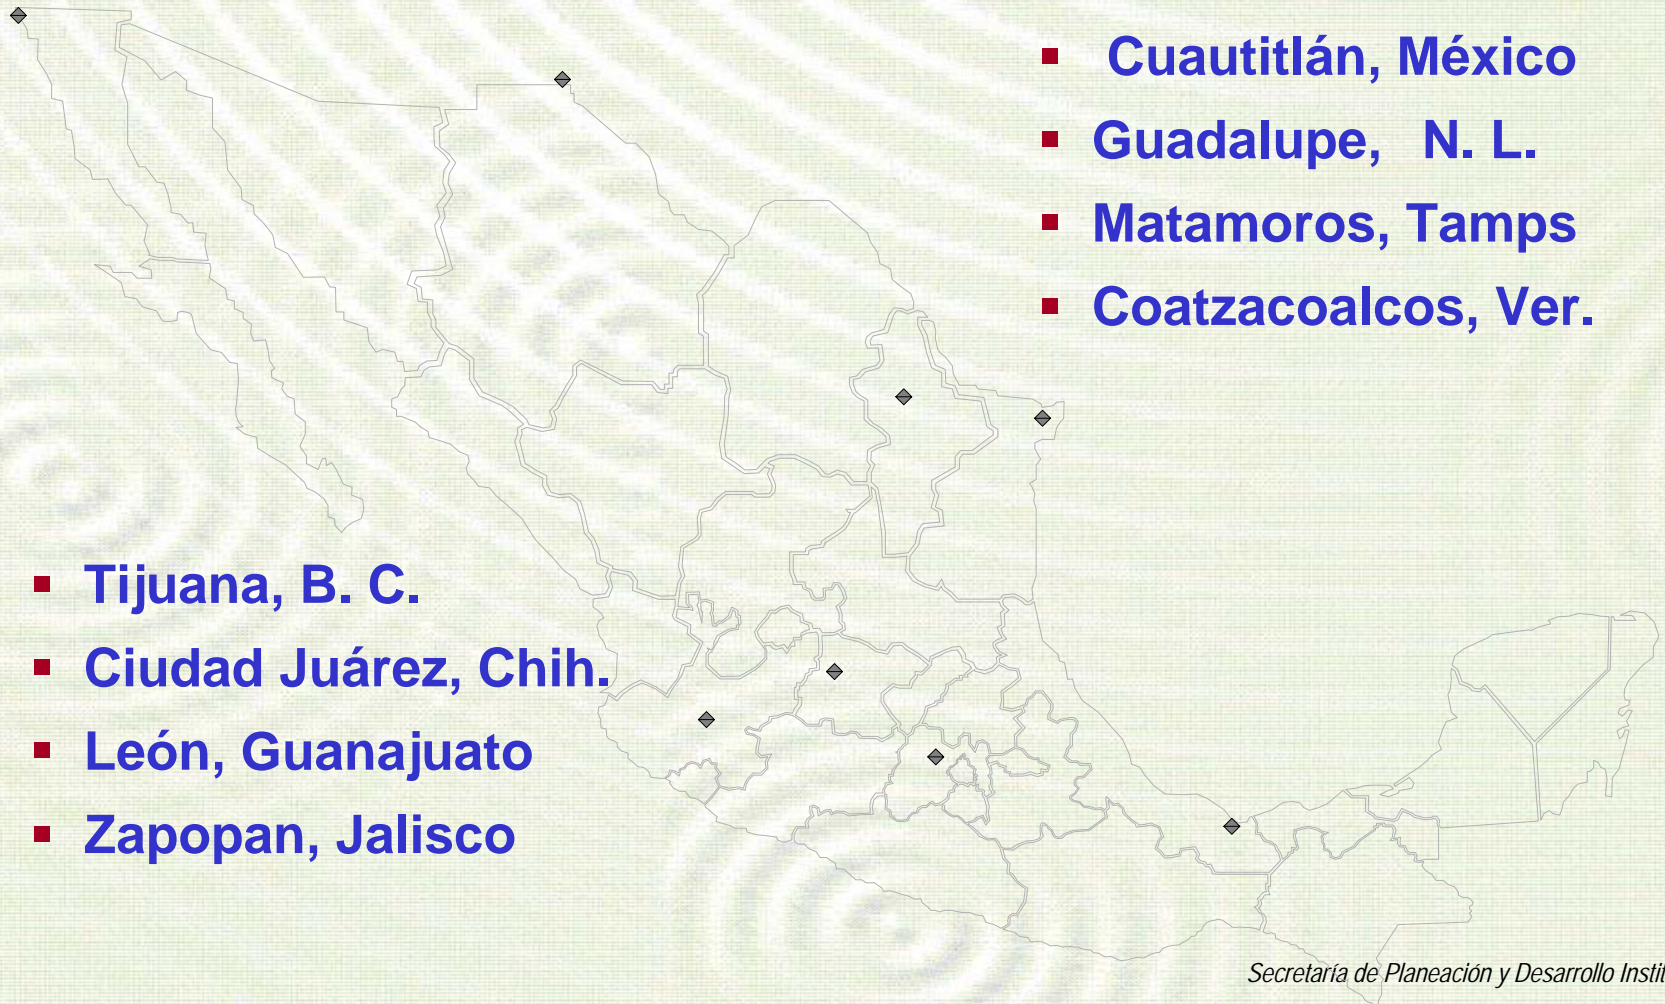 Cuautitlán, México
Guadalupe, N. L.
Matamoros, Tamps
Coatzacoalcos, Ver.
Tijuana, B. C.
Ciudad Juárez, Chih.
León, Guanajuato
Zapopan, Jalisco
Secretaría de Planeación y Desarrollo Instit